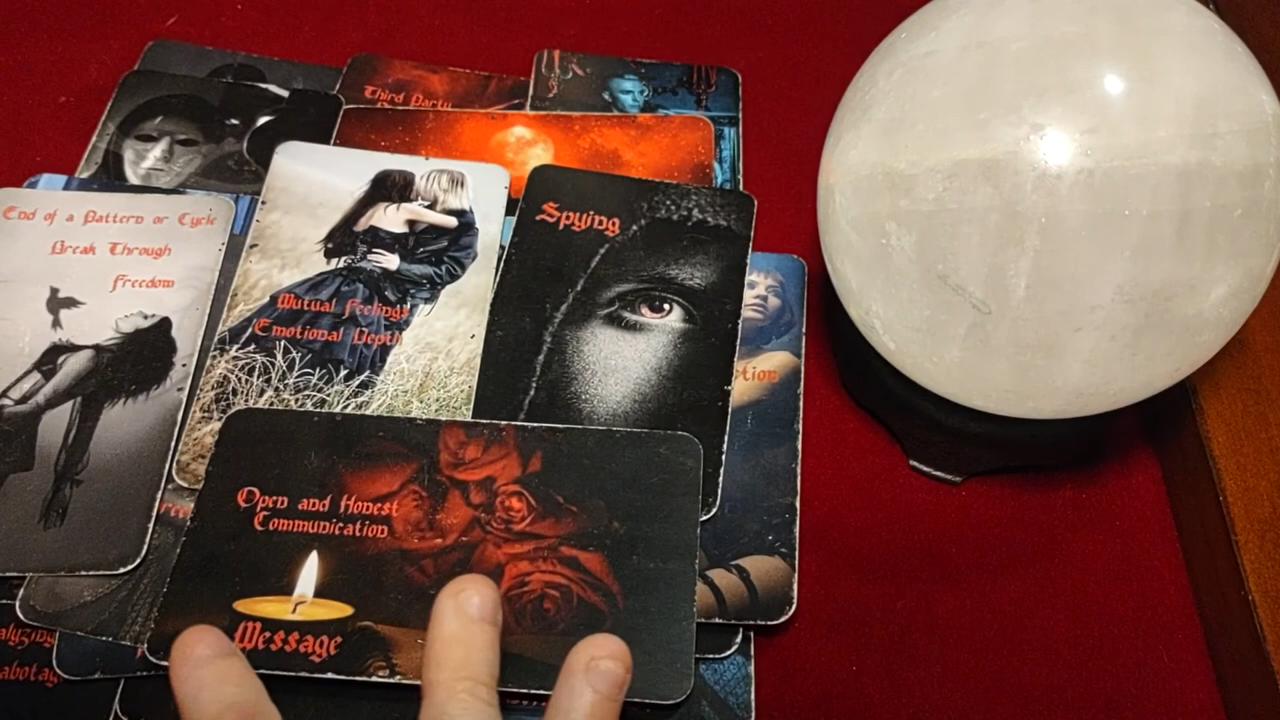 Third Party
End of a Pattern or Cycle
Break Through
Freedom
Spying
Mutual Feelings
Emotional Depth
Open and Honest
Communication
Message